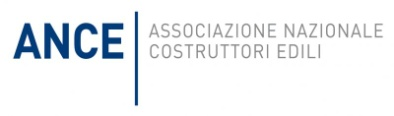 ANCE
ASSOCIAZIONE NAZIONALE
COSTRUTTORI EDILI